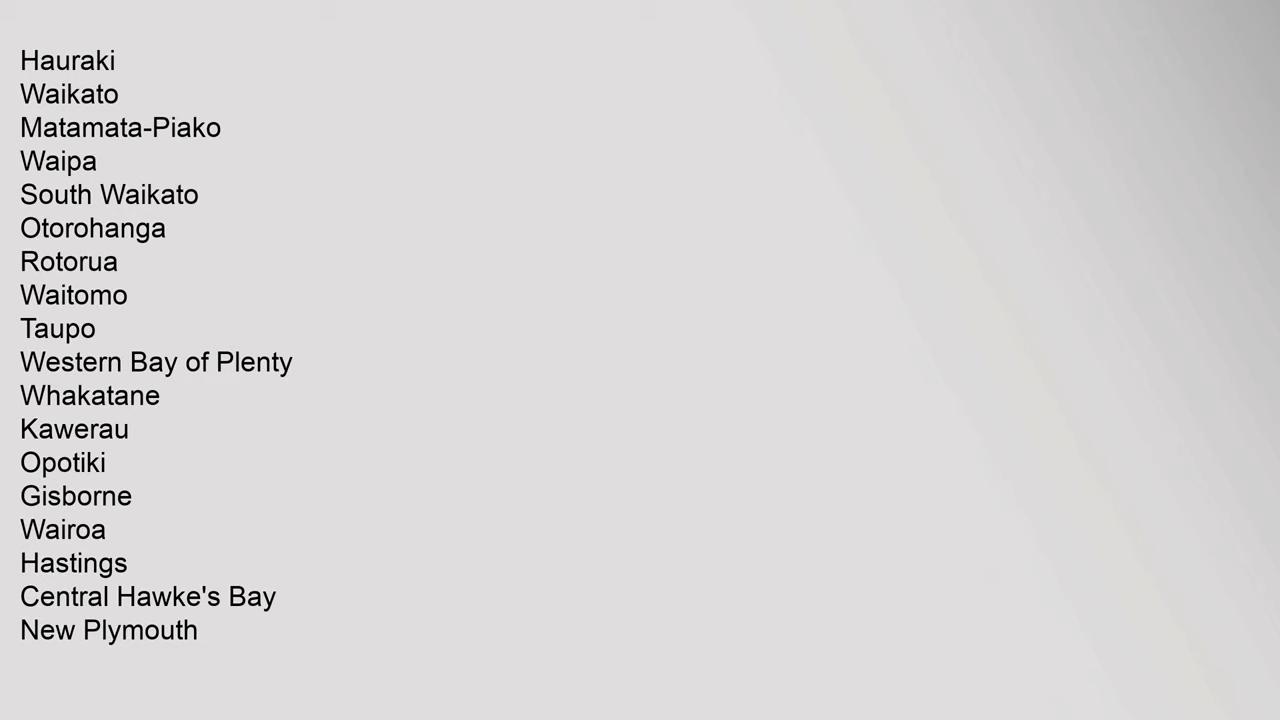 Hauraki
Waikato
Matamata-Piako
Waipa
South Waikato
Otorohanga
Rotorua
Waitomo
Taupo
Western Bay of Plenty
Whakatane
Kawerau
Opotiki
Gisborne
Wairoa
Hastings
Central Hawke's Bay
New Plymouth